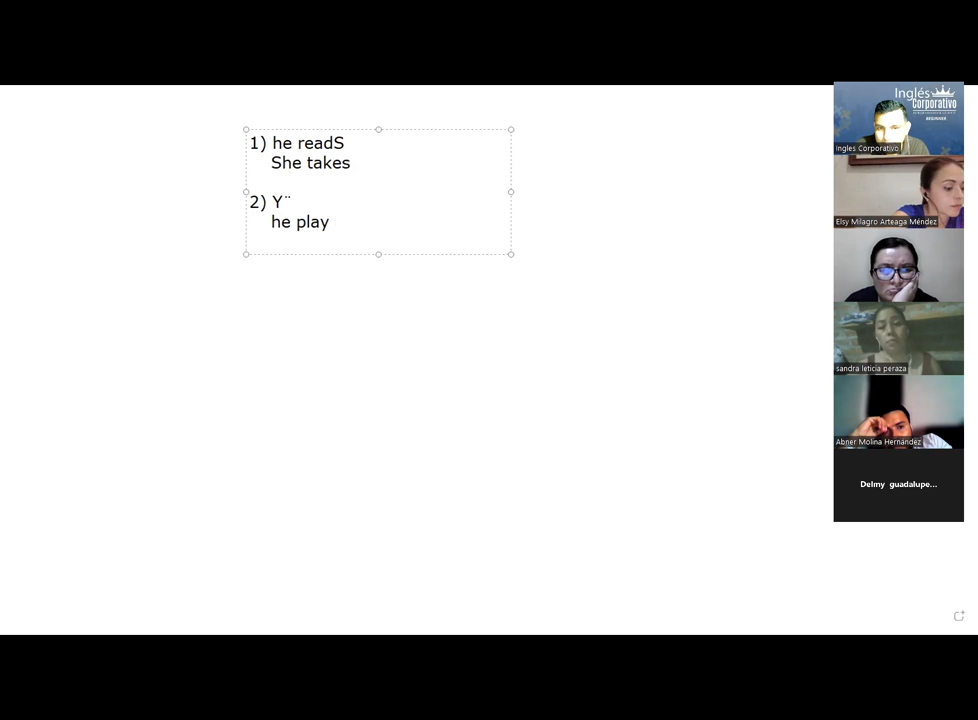 1) he readS
She takes
2) Y¨
he play
Inglés
Corporativo
BEGINNER
Ingles Corporativo
Elsy Milagro Arteaga Méndez
sandra leticia peraza
Abner Molina Hernández
Delmy guadalupe...